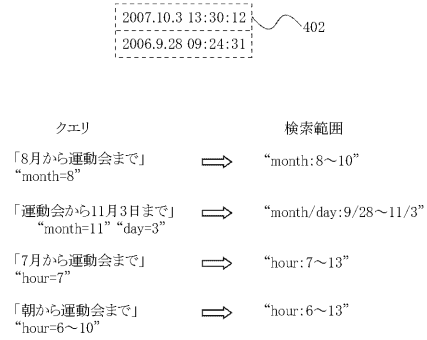 2007.10.3 13:30:12
2006.9.28 09:24:31
402
クエリ 検索範囲
「8月から運動会まで」 “month:8～10”
“month=8”
「運動会から11月3日まで」 “month/day:9/28～11/3”
“month=11” “day=3”
「7月から運動会まで」 “hour:7～13”
“hour=7”
「朝から運動会まで」 “hour:6～13”
“hour=6～10”